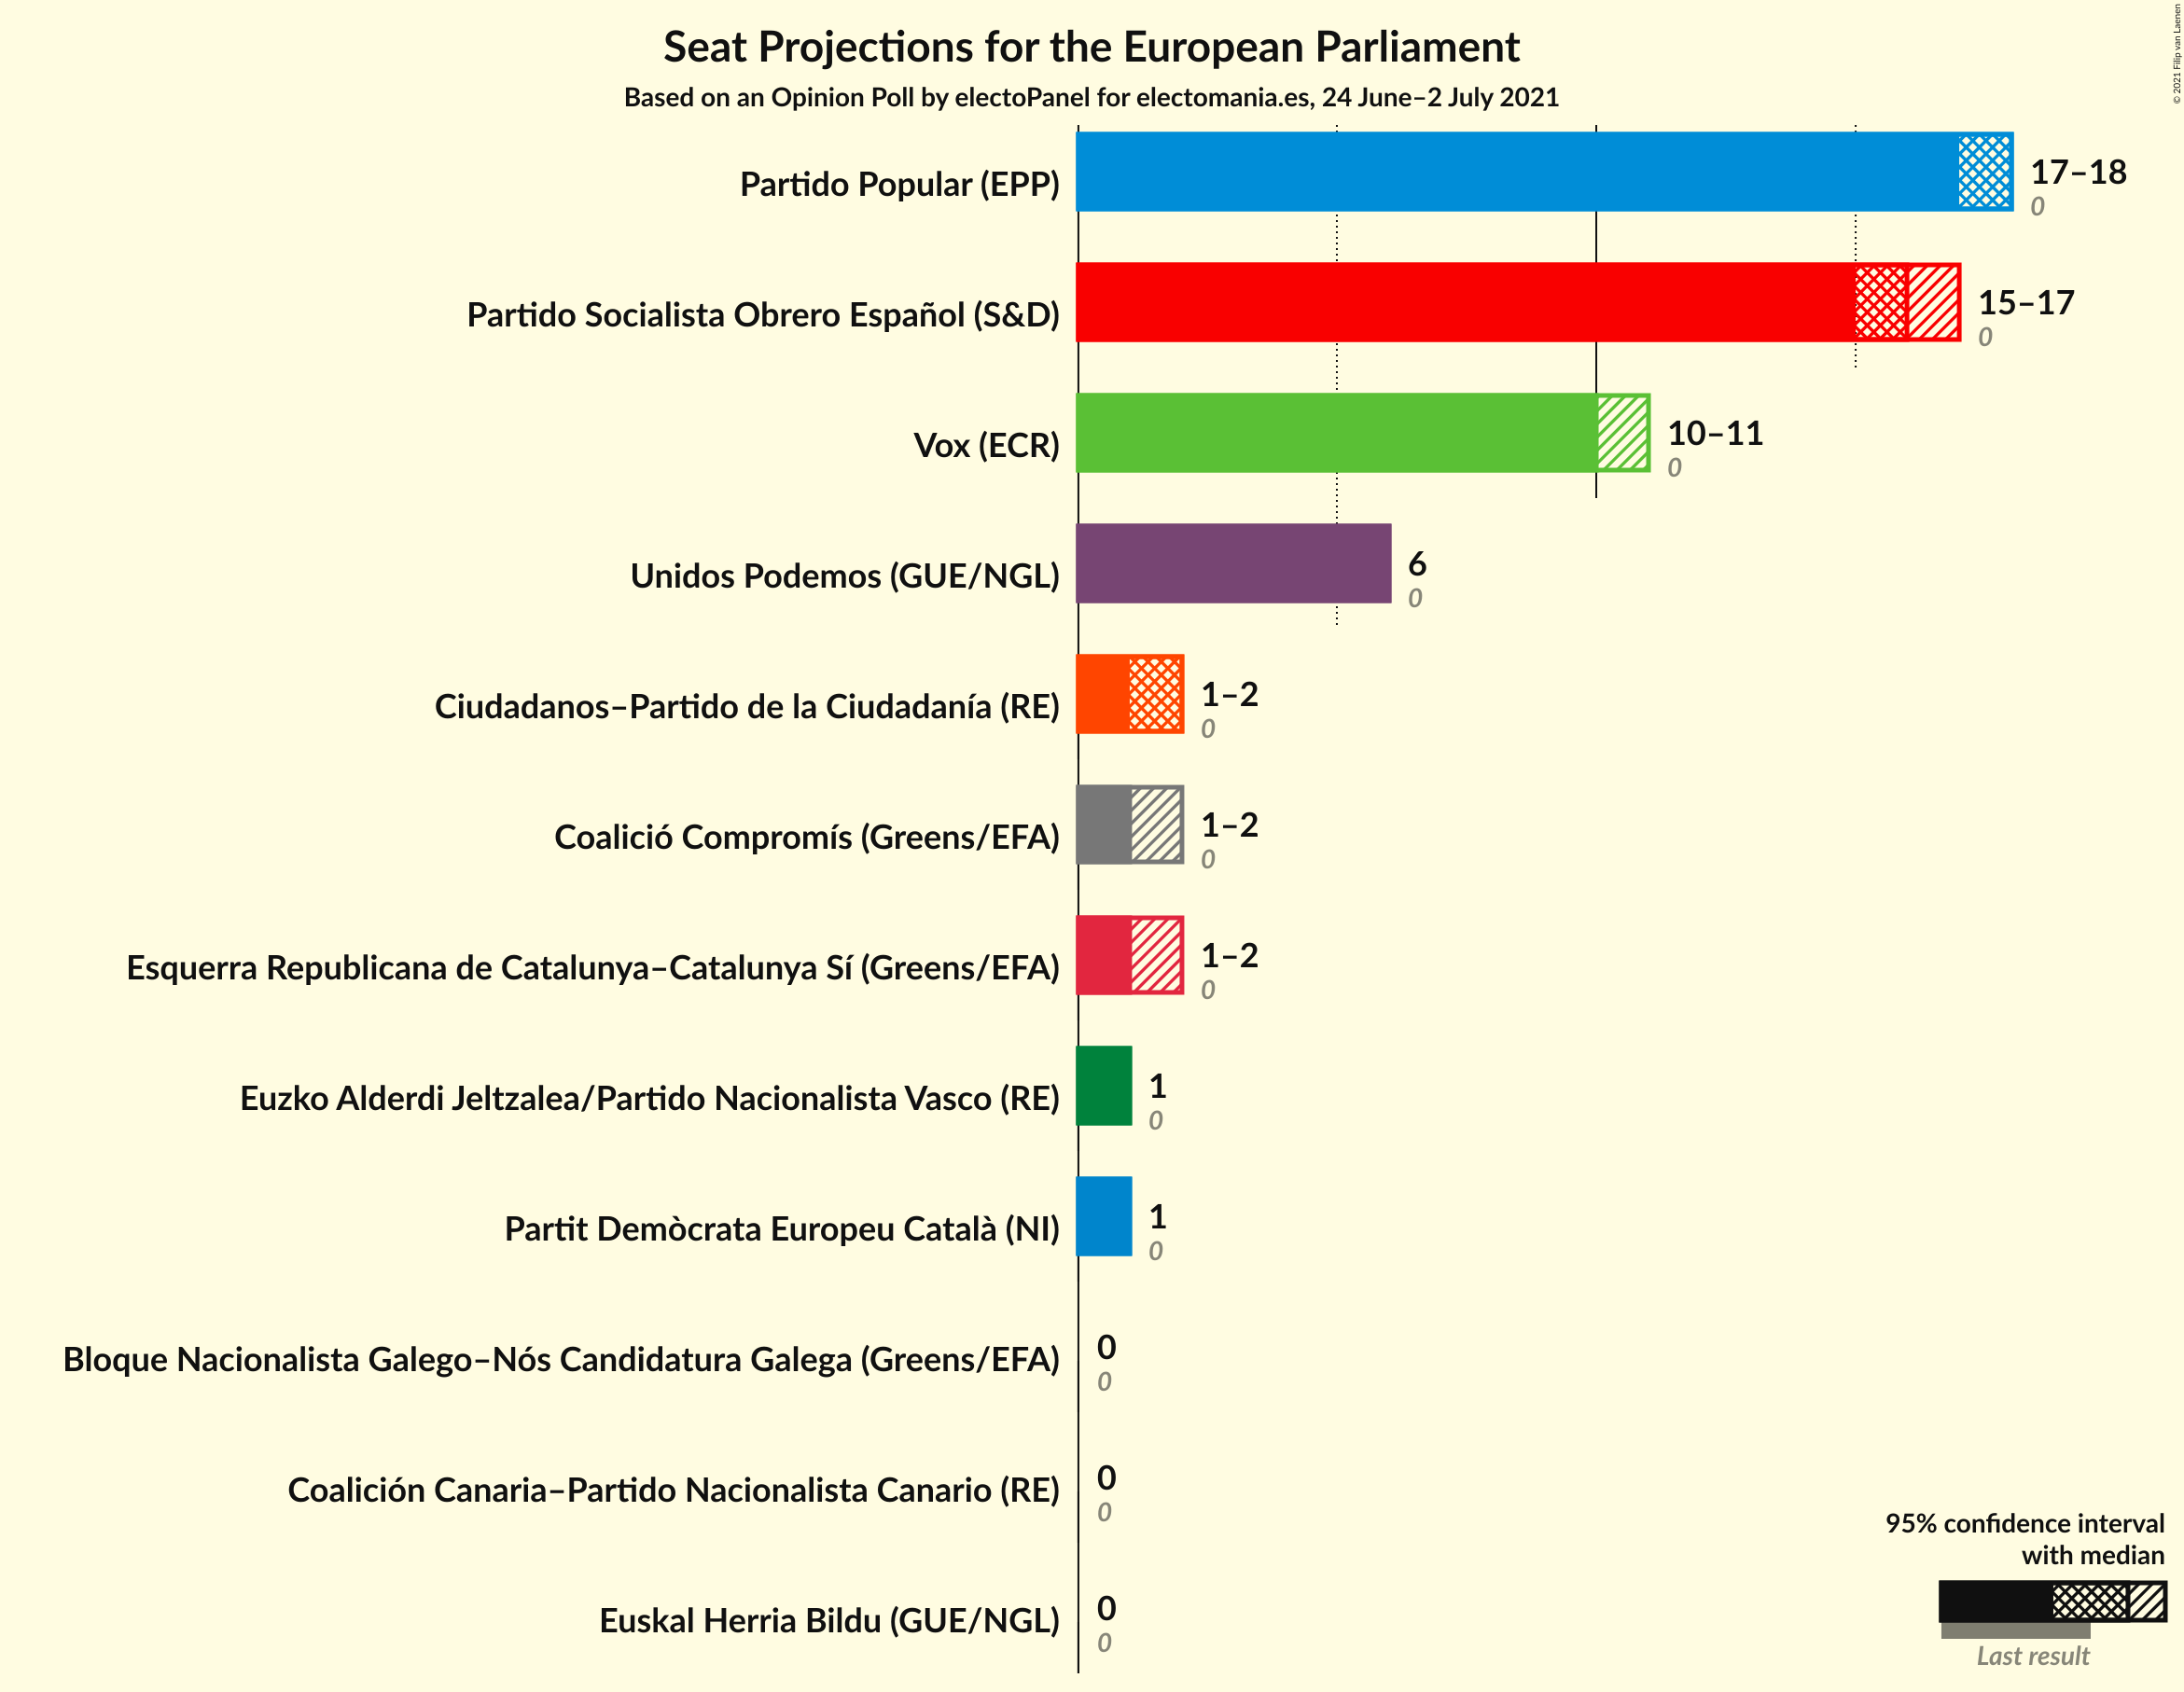 Seat Projections for the European Parliament
Based on an Opinion Poll by electoPanel for electomania.es, 24 June–2 July 2021
© 2021 Filip van Laenen
Partido Popular (EPP)
17–18
0
Partido Socialista Obrero Español (S&D)
15–17
0
Vox (ECR)
10–11
0
Unidos Podemos (GUE/NGL)
6
0
Ciudadanos–Partido de la Ciudadanía (RE)
1–2
0
Coalició Compromís (Greens/EFA)
1–2
0
Esquerra Republicana de Catalunya–Catalunya Sí (Greens/EFA)
1–2
0
Euzko Alderdi Jeltzalea/Partido Nacionalista Vasco (RE)
1
0
Partit Demòcrata Europeu Català (NI)
1
0
Bloque Nacionalista Galego–Nós Candidatura Galega (Greens/EFA)
0
0
Coalición Canaria–Partido Nacionalista Canario (RE)
0
0
Euskal Herria Bildu (GUE/NGL)
0
0
95% confidence interval
with median
Last result